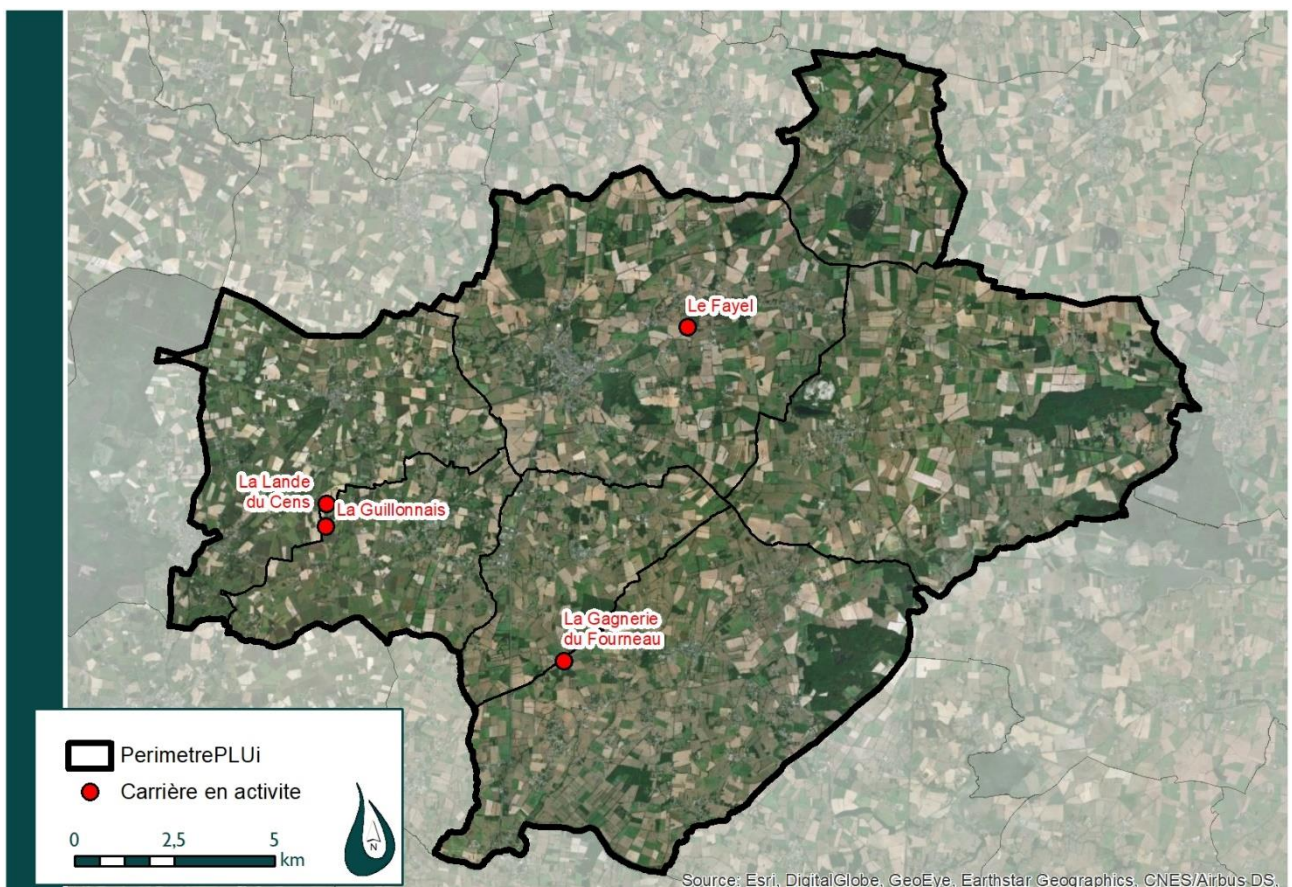 Le Fayel
La Lande
du Cens
La Guillonnais
La Gagnerie
du Fourneau
PerimetrePLUi
Carrière en activite
0 2,5 5
km
N
Source: Esri, DigitalGlobe, GeoEye, Earthstar Geographics, CNES/Airbus DS,